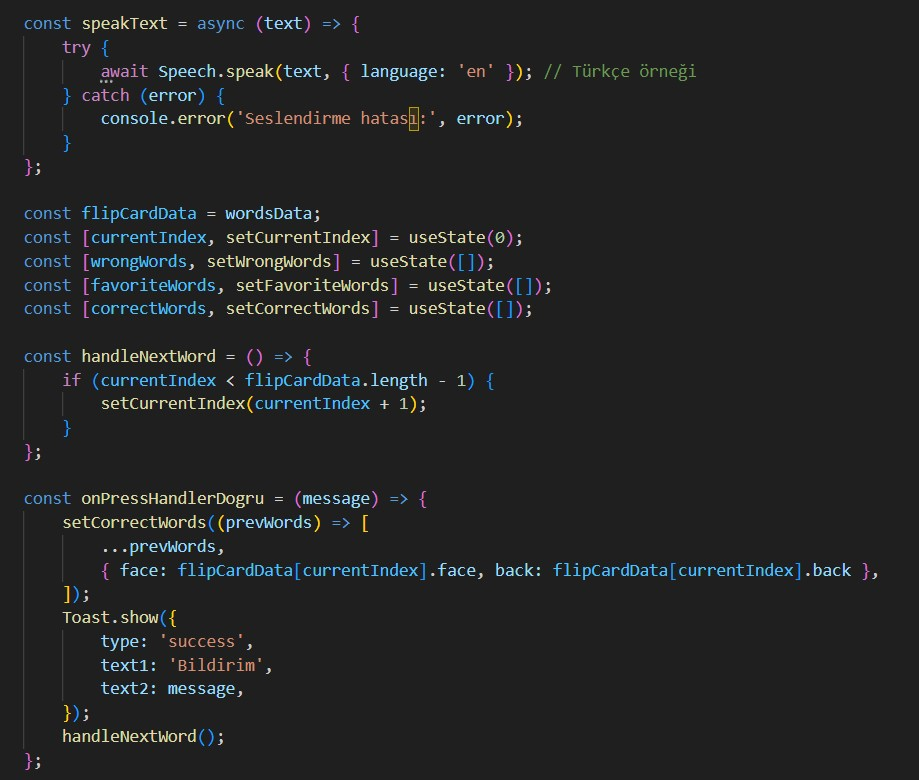 const speakText = async (text) => {
    try {
        await Speech.speak(text, { language: 'en' }); // Türkçe örneği
    } catch (error) {
        console.error('Seslendirme hatası:', error);
    }
};

const flipCardData = wordsData;
const [currentIndex, setCurrentIndex] = useState(0);
const [wrongWords, setWrongWords] = useState([]);
const [favoriteWords, setFavoriteWords] = useState([]);
const [correctWords, setCorrectWords] = useState([]);

const handleNextWord = () => {
    if (currentIndex < flipCardData.length - 1) {
        setCurrentIndex(currentIndex + 1);
    }
};

const onPressHandlerDogru = (message) => {
    setCorrectWords((prevWords) => [
        ...prevWords,
        { face: flipCardData[currentIndex].face, back: flipCardData[currentIndex].back },
    ]);
    Toast.show({
        type: 'success',
        text1: 'Bildirim',
        text2: message,
    });
    handleNextWord();
};